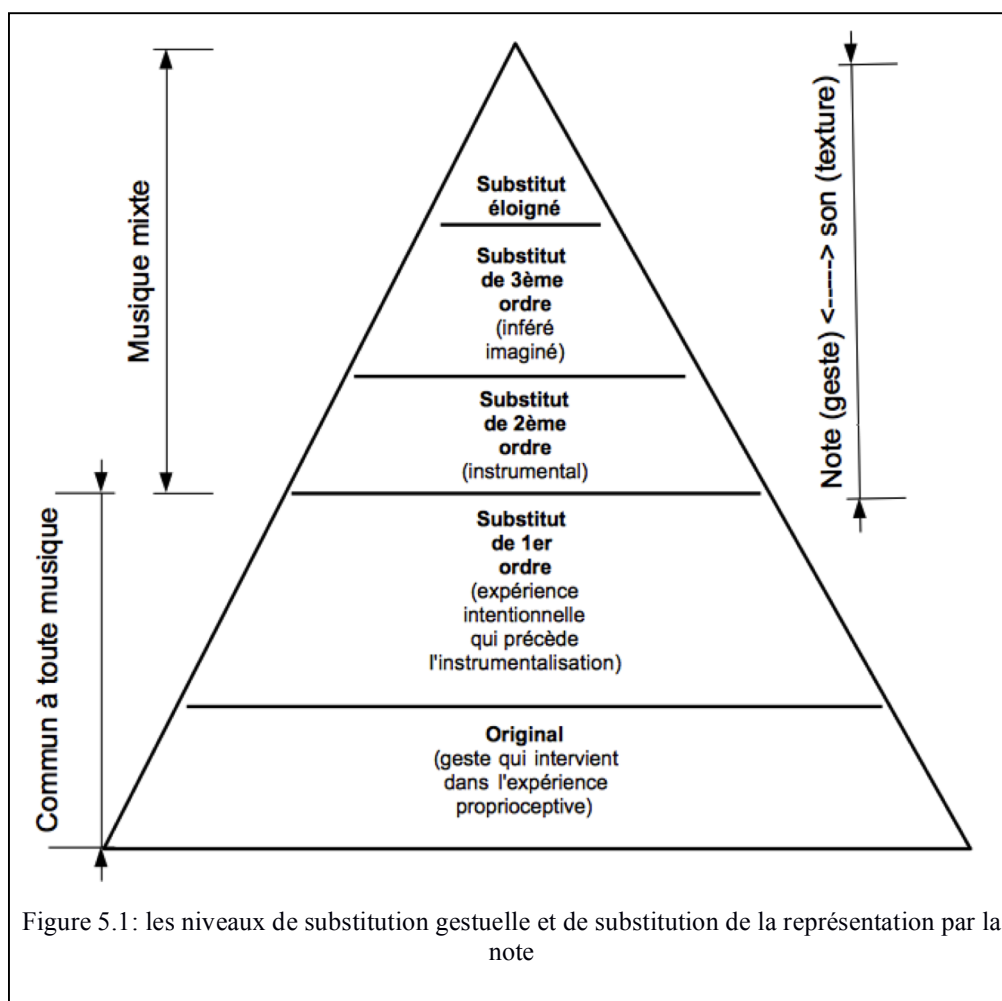 Musique mixte
Commun à toute musique
Substitut
éloigné
Substitut
de 3ème
ordre
(inféré
imaginé)
Substitut
de 2ème
ordre
(instrumental)
Substitut
de 1er
ordre
(expérience
intentionnelle
qui précède
l'instrumentalisation)
Original
(geste qui intervient
dans l'expérience
proprioceptive)
Note (geste) <-----> son (texture)
Figure 5.1: les niveaux de substitution gestuelle et de substitution de la représentation par la
note